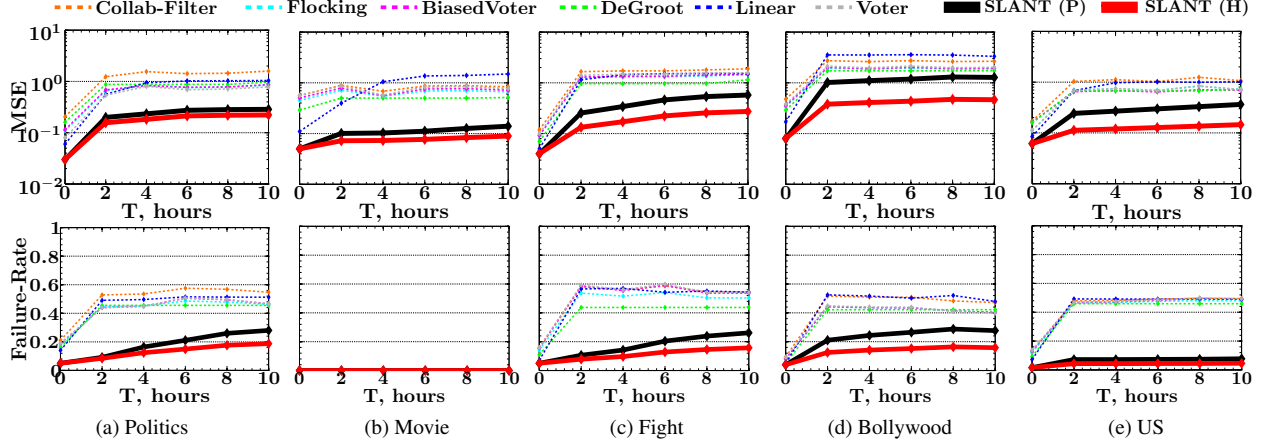 Collab-Filter Flocking BiasedVoter DeGroot Linear Voter SLANT (P) SLANT (H)
MSE
10^1
10^0
10^-1
10^-2
0 2 4 6 8 10
T, hours
0 2 4 6 8 10
T, hours
0 2 4 6 8 10
T, hours
0 2 4 6 8 10
T, hours
0 2 4 6 8 10
T, hours
Failure-Rate
1
0.8
0.6
0.4
0.2
0
0 2 4 6 8 10
T, hours
0 2 4 6 8 10
T, hours
0 2 4 6 8 10
T, hours
0 2 4 6 8 10
T, hours
0 2 4 6 8 10
T, hours
(a) Politics (b) Movie (c) Fight (d) Bollywood (e) US